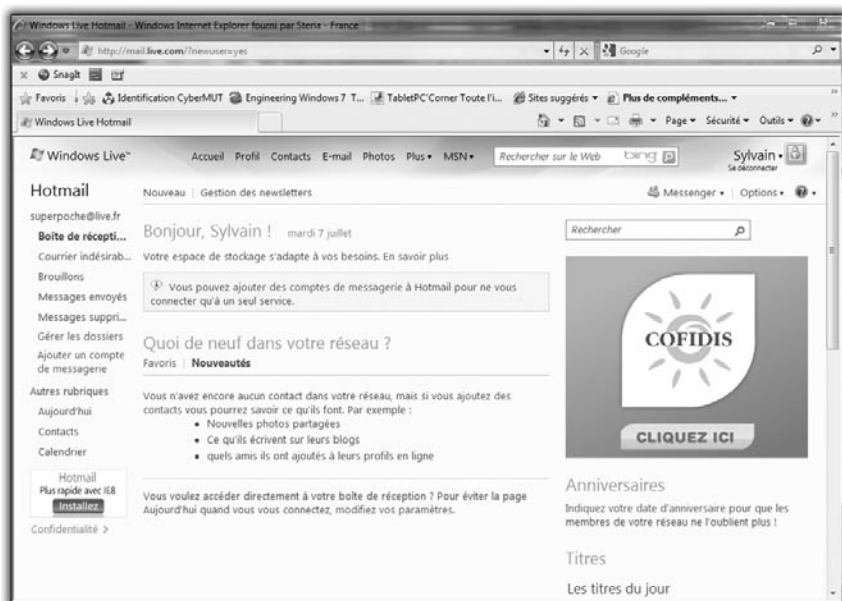 Windows Live Hotmail - Windows Internet Explorer fourni par Steria - France
http://mail.live.com/?newuser=yes
Google
x SnagIt
Favoris Identification CyberMUT Engineering Windows 7 T... TabletPC'Corner Toute l'i... Sites suggérés Plus de compléments...
Windows Live Hotmail
Page Sécurité Outils
Windows Live™
Accueil Profil Contacts E-mail Photos Plus MSN
Rechercher sur le Web bing
Sylvain
Se déconnecter
Hotmail
Nouveau | Gestion des newsletters
Messenger | Options
superpoche@live.fr
Boîte de récepti...
Courrier indésirab...
Brouillons
Messages envoyés
Messages suppri...
Gérer les dossiers
Ajouter un compte
de messagerie
Autres rubriques
Aujourd'hui
Contacts
Calendrier
Hotmail
Plus rapide avec IE8
Installez
Confidentialité >
Bonjour, Sylvain ! mardi 7 juillet
Votre espace de stockage s'adapte à vos besoins. En savoir plus
Vous pouvez ajouter des comptes de messagerie à Hotmail pour ne vous
connecter qu'à un seul service.
Quoi de neuf dans votre réseau ?
Favoris | Nouveautés
Vous n'avez encore aucun contact dans votre réseau, mais si vous ajoutez des
contacts vous pourrez savoir ce qu'ils font. Par exemple :
• Nouvelles photos partagées
• Ce qu'ils écrivent sur leurs blogs
• quels amis ils ont ajoutés à leurs profils en ligne
Vous voulez accéder directement à votre boîte de réception ? Pour éviter la page
Aujourd'hui quand vous vous connectez, modifiez vos paramètres.
Rechercher
COFIDIS
CLIQUEZ ICI
Anniversaires
Indiquez votre date d'anniversaire pour que les
membres de votre réseau ne l'oublient plus !
Titres
Les titres du jour